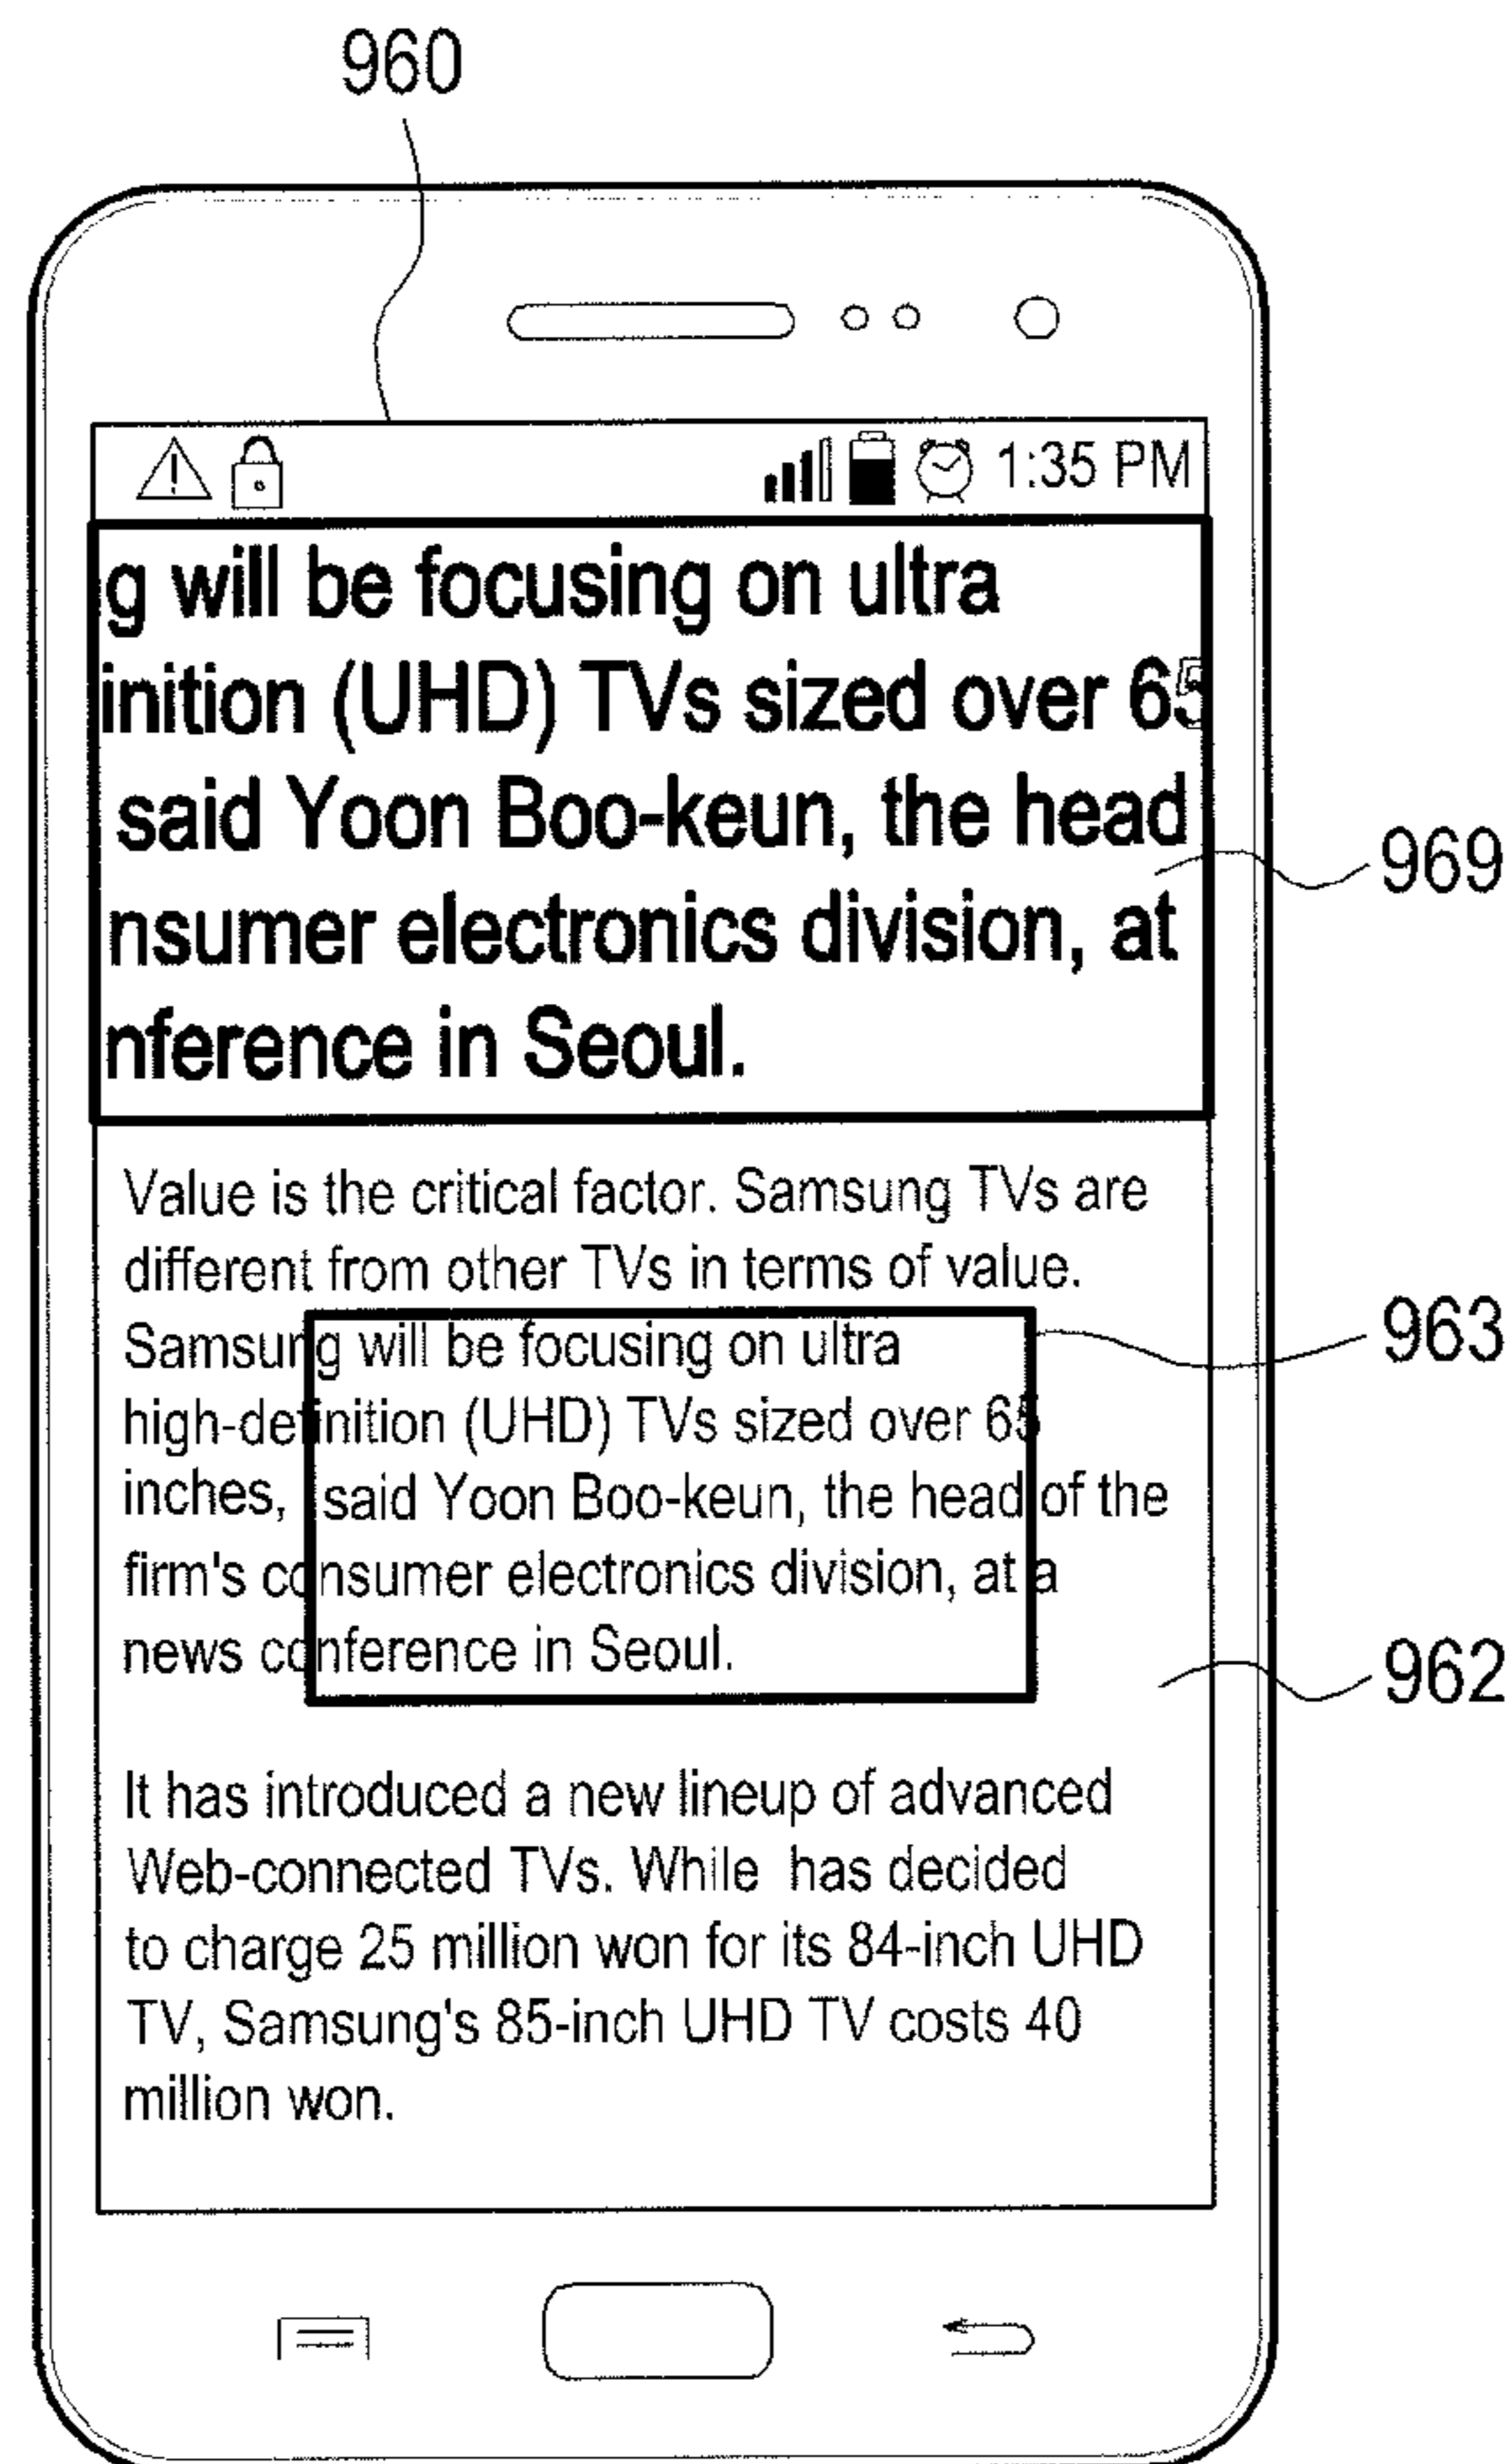 960
1:35 PM
g will be focusing on ultra
inition (UHD) TVs sized over 65
said Yoon Boo-keun, the head
969
nsumer electronics division, at
nference in Seoul.
Value is the critical factor. Samsung TVs are
different from other TVs in terms of value.
963
Samsung will be focusing on ultra
high-definition (UHD) TVs sized over 65
inches, said Yoon Boo-keun, the head of the
firm's consumer electronics division, at a
news conference in Seoul.
962
It has introduced a new lineup of advanced
Web-connected TVs. While has decided
to charge 25 million won for its 84-inch UHD
TV, Samsung's 85-inch UHD TV costs 40
million won.